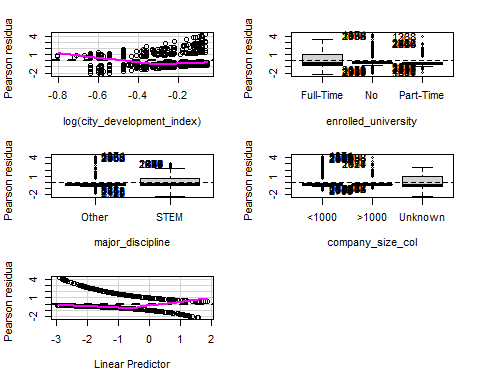 Pearson residua
-2 1 4
-0.8 -0.6 -0.4 -0.2
log(city_development_index)
Pearson residua
-2 1 4
Full-Time No Part-Time
enrolled_university
Pearson residua
-2 1 4
Other STEM
major_discipline
Pearson residua
-2 1 4
<1000 >1000 Unknown
company_size_col
Pearson residua
-2 1 4
-3 -2 -1 0 1 2
Linear Predictor